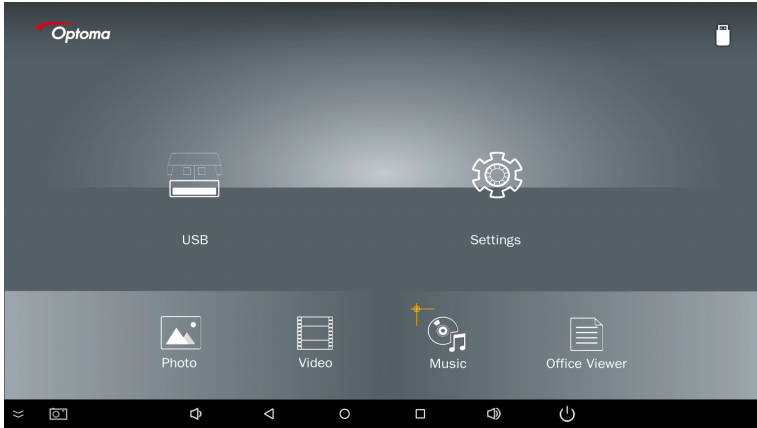 Optoma
USB
Settings
Photo
Video
Music
Office Viewer